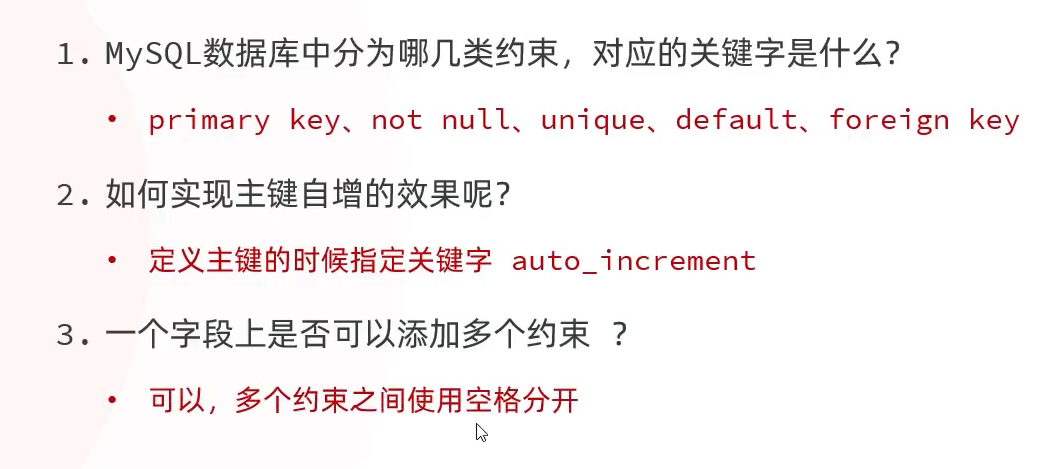 1. MySQL数据库中分为哪几类约束，对应的关键字是什么？
• primary key、not null、unique、default、foreign key
2. 如何实现主键自增的效果呢？
• 定义主键的时候指定关键字 auto_increment
3. 一个字段上是否可以添加多个约束 ？
• 可以，多个约束之间使用空格分开